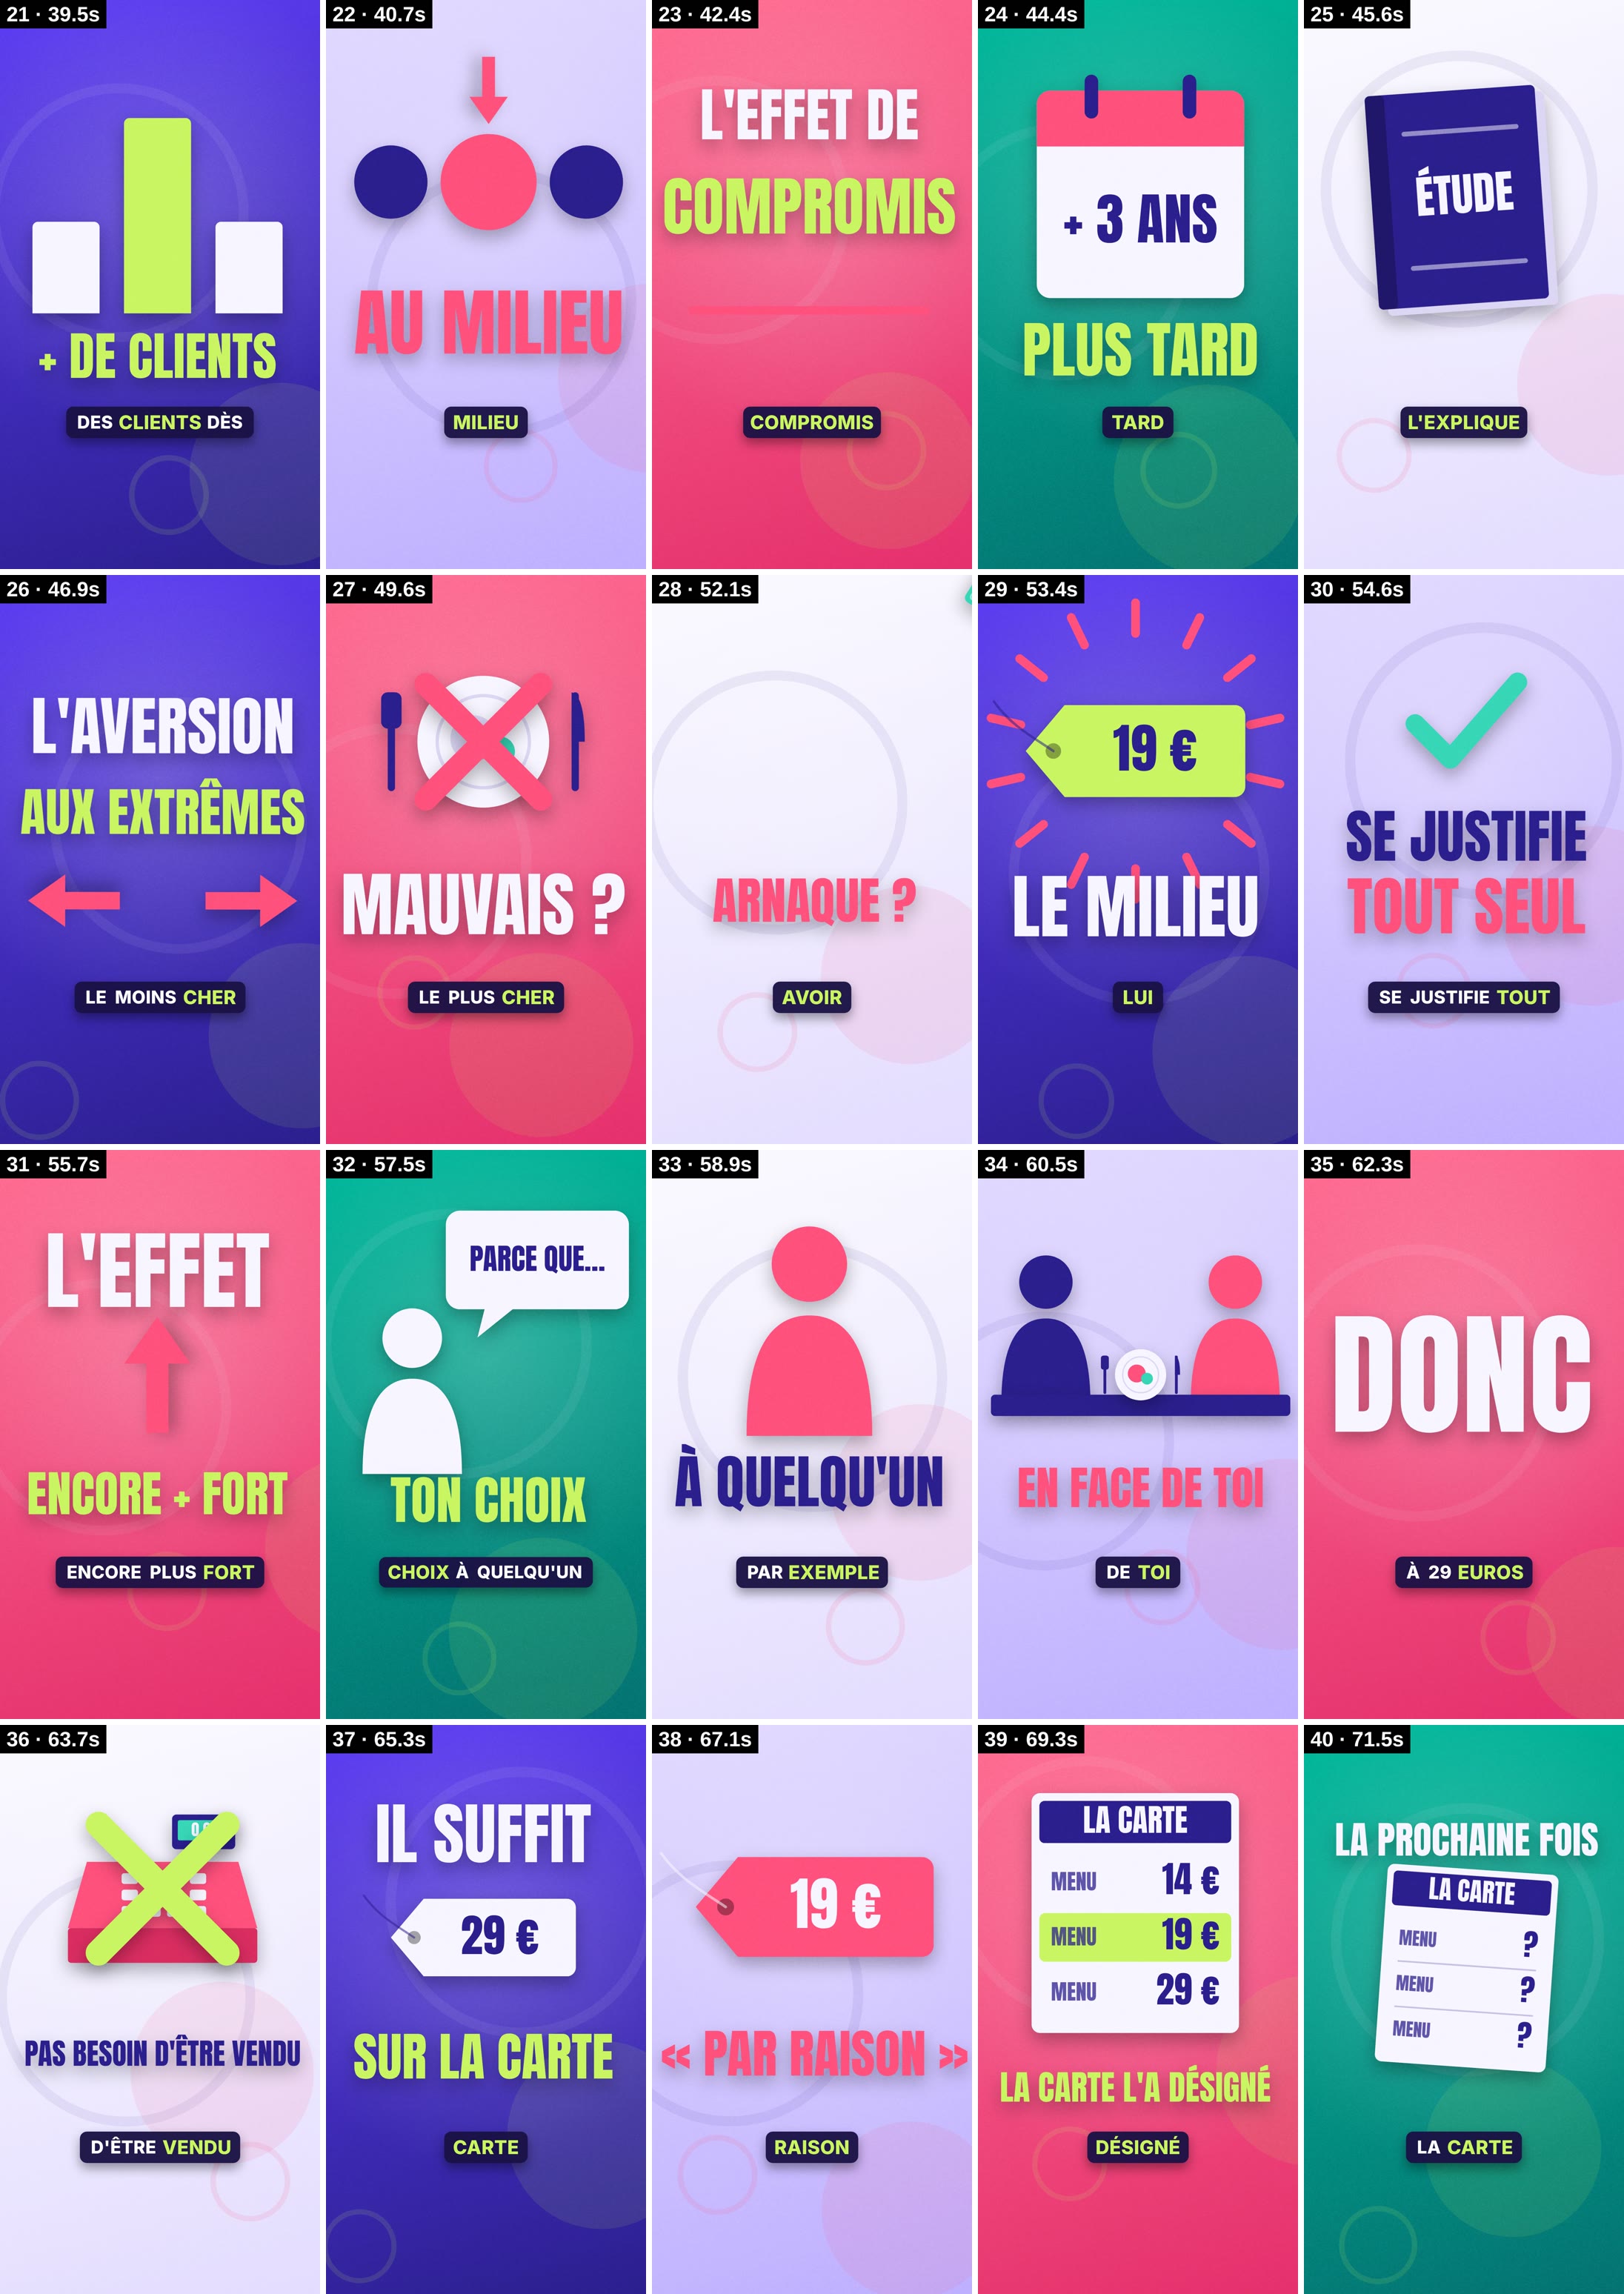 21 · 39.5s
+ DE CLIENTS
DES CLIENTS DÈS
22 · 40.7s
AU MILIEU
MILIEU
23 · 42.4s
L'EFFET DE
COMPROMIS
COMPROMIS
24 · 44.4s
+ 3 ANS
PLUS TARD
TARD
25 · 45.6s
ÉTUDE
L'EXPLIQUE
26 · 46.9s
L'AVERSION
AUX EXTRÊMES
LE MOINS CHER
27 · 49.6s
MAUVAIS ?
LE PLUS CHER
28 · 52.1s
ARNAQUE ?
AVOIR
29 · 53.4s
19 €
LE MILIEU
LUI
30 · 54.6s
SE JUSTIFIE
TOUT SEUL
SE JUSTIFIE TOUT
31 · 55.7s
L'EFFET
ENCORE + FORT
ENCORE PLUS FORT
32 · 57.5s
PARCE QUE...
TON CHOIX
CHOIX À QUELQU'UN
33 · 58.9s
À QUELQU'UN
PAR EXEMPLE
34 · 60.5s
EN FACE DE TOI
DE TOI
35 · 62.3s
DONC
À 29 EUROS
36 · 63.7s
PAS BESOIN D'ÊTRE VENDU
D'ÊTRE VENDU
37 · 65.3s
IL SUFFIT
29 €
SUR LA CARTE
CARTE
38 · 67.1s
19 €
« PAR RAISON »
RAISON
39 · 69.3s
LA CARTE
MENU 14 €
MENU 19 €
MENU 29 €
LA CARTE L'A DÉSIGNÉ
DÉSIGNÉ
40 · 71.5s
LA PROCHAINE FOIS
LA CARTE
MENU ?
MENU ?
MENU ?
LA CARTE